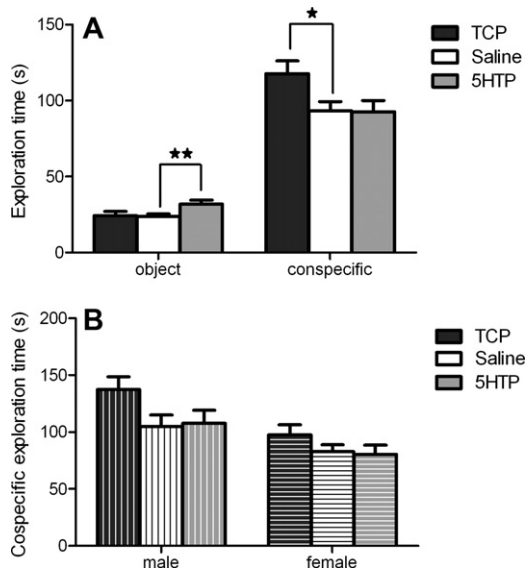 A
Exploration time (s)
150
100
50
0
★
★★
object
conspecific
TCP
Saline
5HTP
B
Cospecific exploration time (s)
200
150
100
50
0
male
female
TCP
Saline
5HTP